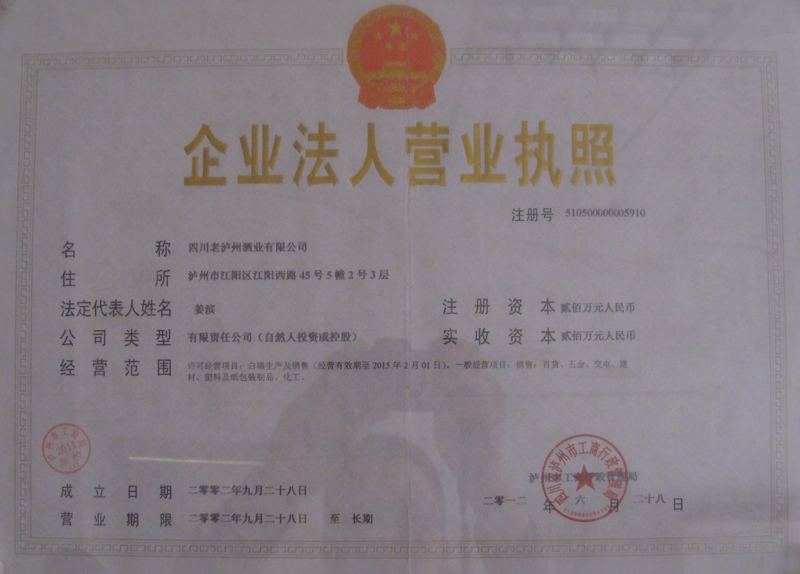 企业法人营业执照
注册号 510500000005910
名称 四川老泸州酒业有限公司
住所 泸州市江阳区江阳西路45号5幢2号3层
法定代表人姓名 姜滨
注册资本 贰佰万元人民币
公司类型 有限责任公司（自然人投资或控股）
实收资本 贰佰万元人民币
经营范围 许可经营项目：白酒生产及销售（经营有效期至2015年2月01日）。一般经营项目：销售：百货、五金、交电、建
材、塑料及纸包装制品、化工。
泸州市工商行政管理局
二零一二年六月二十八日
成立日期 二零零二年九月二十八日
营业期限 二零零二年九月二十八日 至 长期